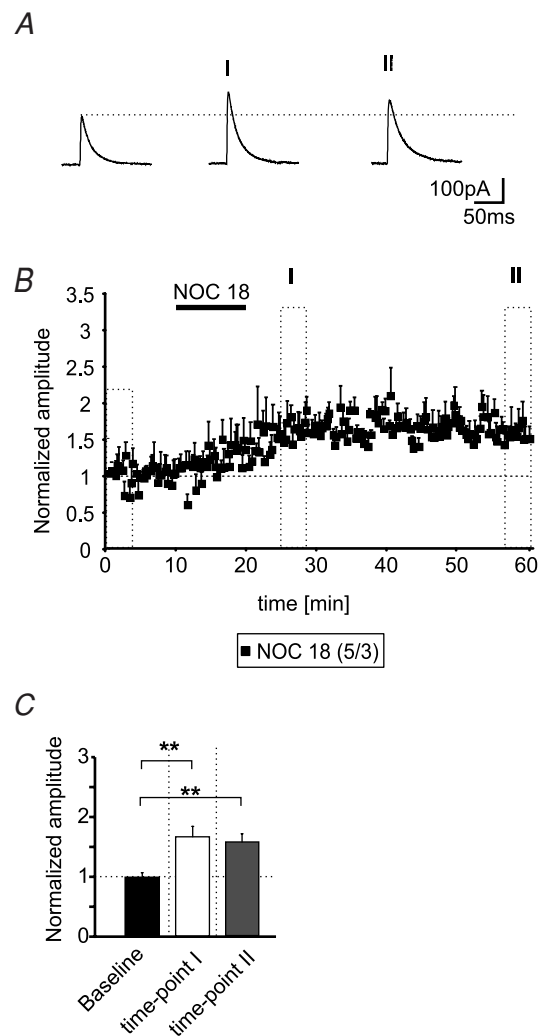 A
I
II
100pA
50ms
B
I
II
NOC 18
3.5
3
2.5
2
1.5
1
0.5
0
Normalized amplitude
0
10
20
30
40
50
60
time [min]
NOC 18 (5/3)
C
3
2
1
0
Normalized amplitude
**
**
Baseline
time-point I
time-point II